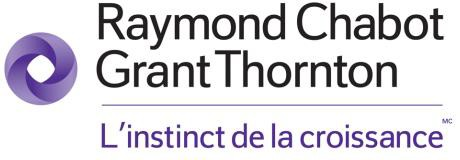 Raymond Chabot
Grant Thornton
L'instinct de la croissance MC